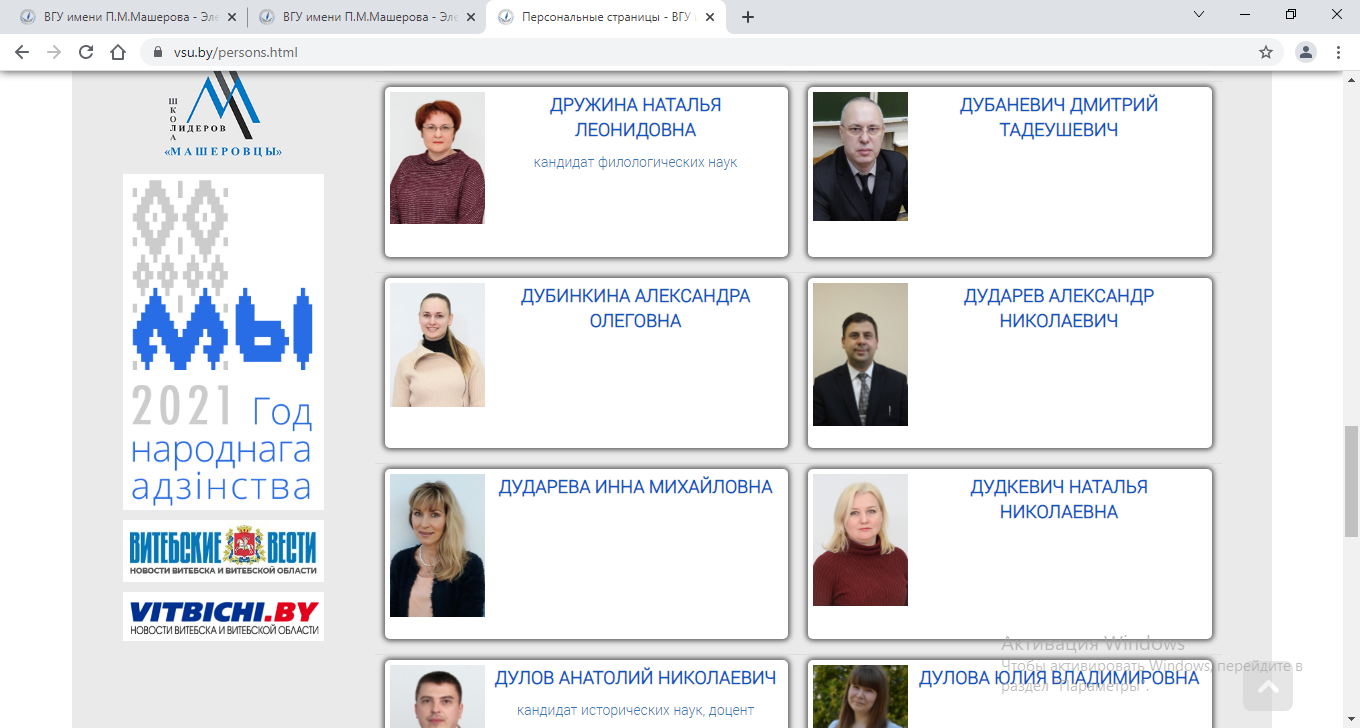 ВГУ имени П.М.Машерова - Эле
ВГУ имени П.М.Машерова - Эле
Персональные страницы - ВГУ
vsu.by/persons.html
ШКОЛА
ЛИДЕРОВ
«МАШЕРОВЦЫ»
МЫ
2021 Год
народнага
адзінства
ВИТЕБСКИЕ ВЕСТИ
НОВОСТИ ВИТЕБСКА И ВИТЕБСКОЙ ОБЛАСТИ
VITBICHI.BY
НОВОСТИ ВИТЕБСКА И ВИТЕБСКОЙ ОБЛАСТИ
ДРУЖИНА НАТАЛЬЯ
ЛЕОНИДОВНА
кандидат филологических наук
ДУБАНЕВИЧ ДМИТРИЙ
ТАДЕУШЕВИЧ
ДУБИНКИНА АЛЕКСАНДРА
ОЛЕГОВНА
ДУДАРЕВ АЛЕКСАНДР
НИКОЛАЕВИЧ
ДУДАРЕВА ИННА МИХАЙЛОВНА
ДУДКЕВИЧ НАТАЛЬЯ
НИКОЛАЕВНА
ДУЛОВ АНАТОЛИЙ НИКОЛАЕВИЧ
кандидат исторических наук, доцент
ДУЛОВА ЮЛИЯ ВЛАДИМИРОВНА
Активация Windows
Чтобы активировать Windows, перейдите в
раздел "Параметры".